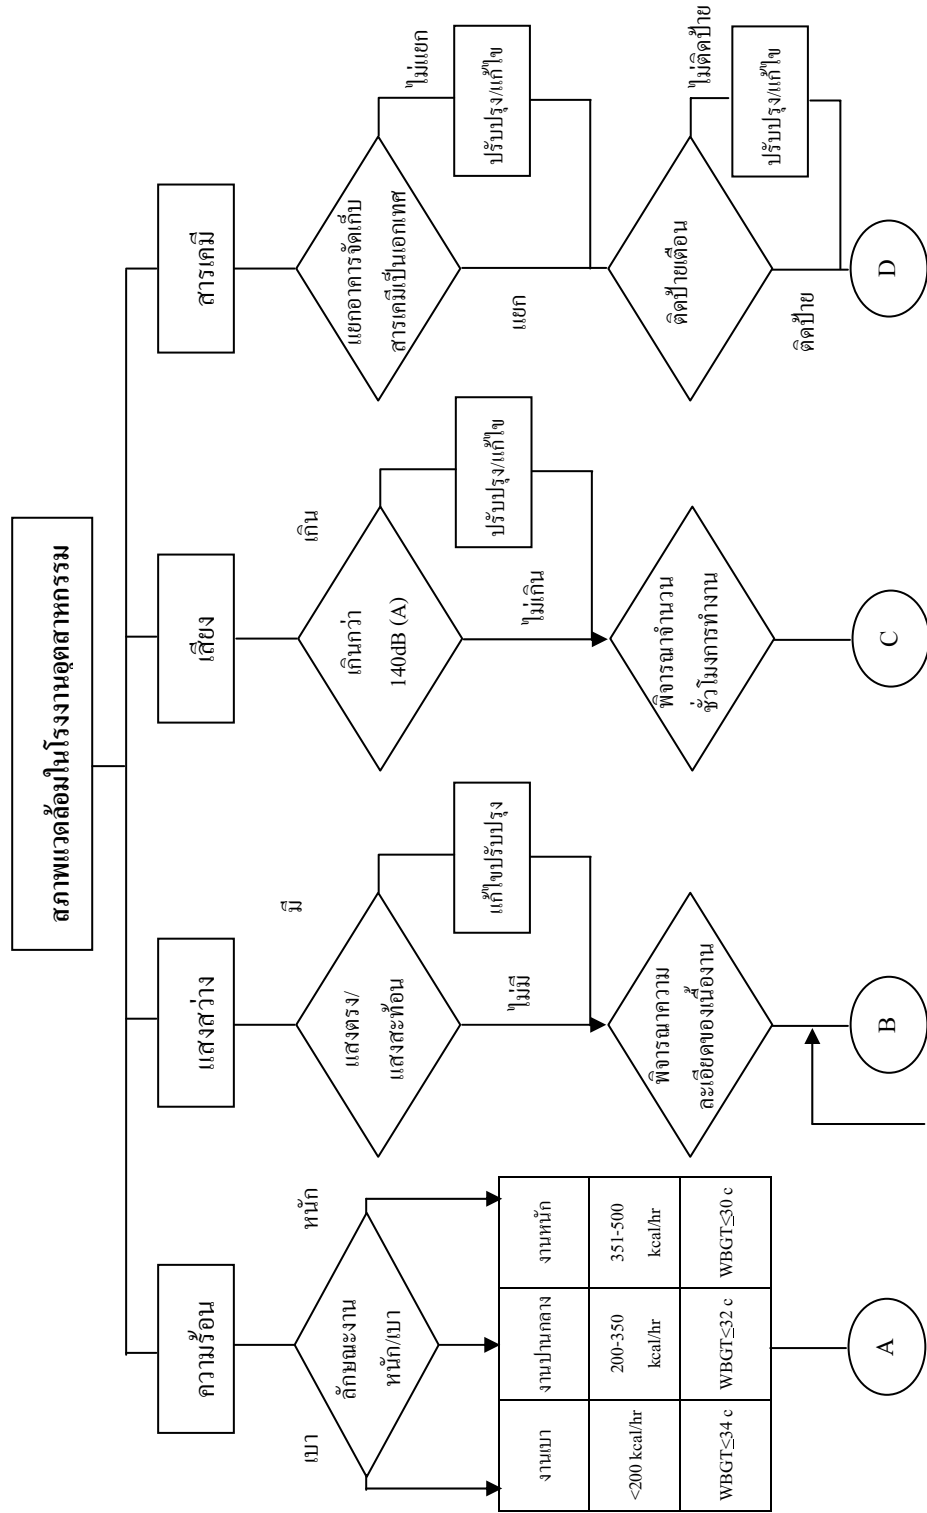 สภาพแวดล้อมในโรงงานอุตสาหกรรม
ความร้อน
แสงสว่าง
เสียง
สารเคมี
ลักษณะงาน
หนัก/เบา
เบา
หนัก
งานเบา
งานปานกลาง
งานหนัก
<200 kcal/hr
200-350
kcal/hr
351-500
kcal/hr
WBGT≤34 c
WBGT≤32 c
WBGT≤30 c
A
แสงตรง/
แสงสะท้อน
มี
แก้ไขปรับปรุง
ไม่มี
พิจารณาความ
ละเอียดของเนื้องาน
B
เกินกว่า
140dB (A)
เกิน
ปรับปรุง/แก้ไข
ไม่เกิน
พิจารณาจำนวน
ชั่วโมงการทำงาน
C
แยกอาคารจัดเก็บ
สารเคมีเป็นเอกเทศ
ไม่แยก
ปรับปรุง/แก้ไข
แยก
ติดป้ายเตือน
ไม่ติดป้าย
ปรับปรุง/แก้ไข
ติดป้าย
D